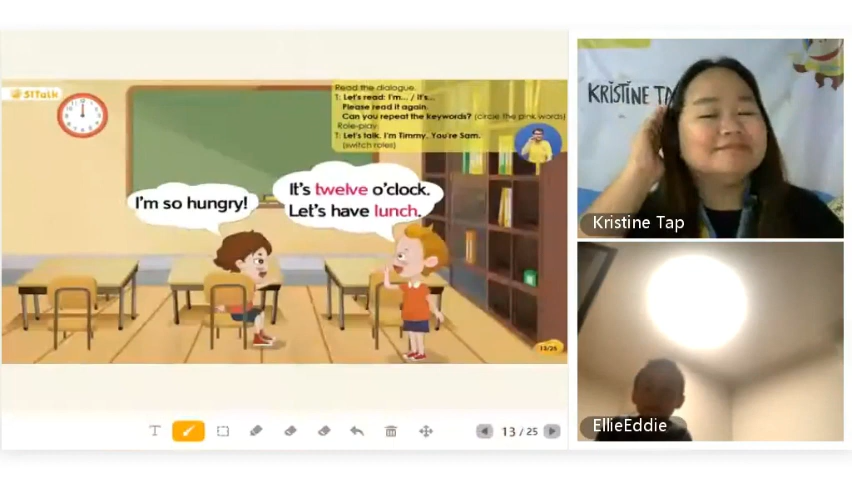 51Talk
Read the dialogue.
T: Let's read: I'm... / It's...
Please read it again.
Can you repeat the keywords? (circle the pink words)
Role-play
T: Let's talk. I'm Timmy. You're Sam.
(switch roles)
I'm so hungry!
It's twelve o'clock.
Let's have lunch.
13/25
T
13 / 25
KRISTINE TA
Kristine Tap
EllieEddie